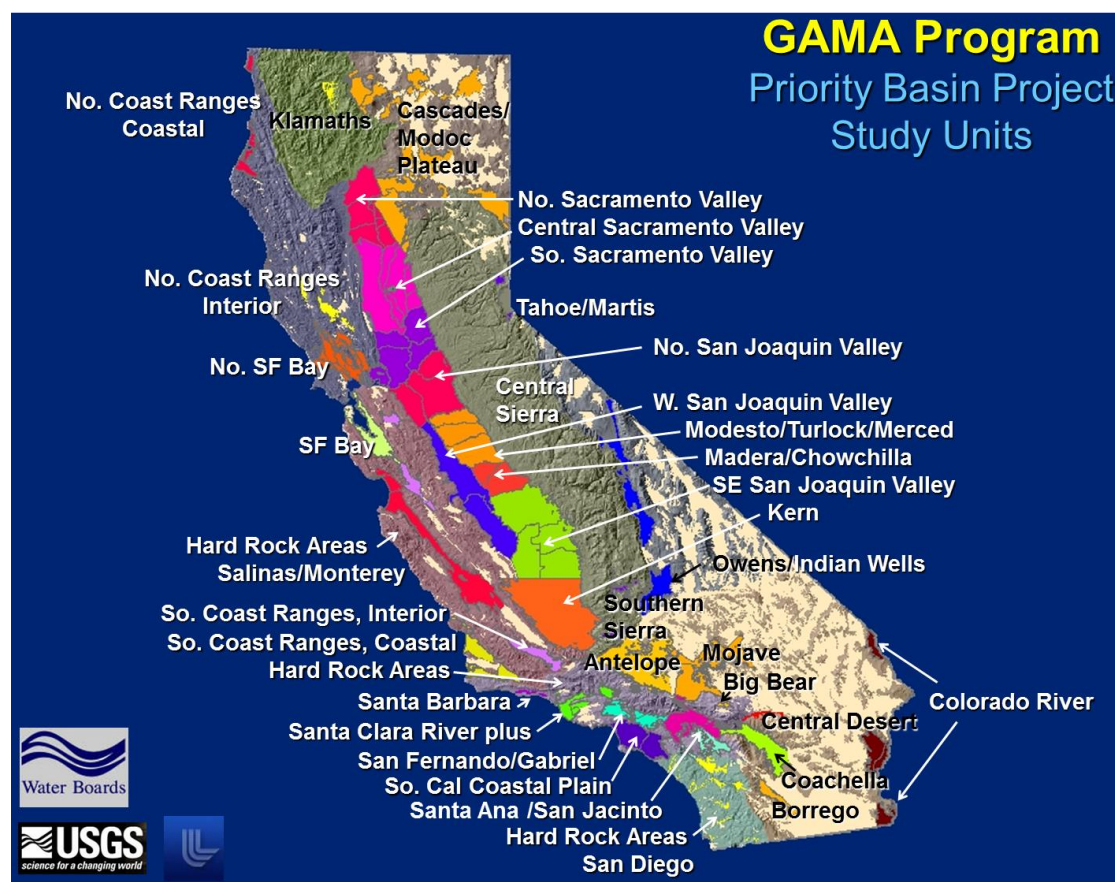 GAMA Program
Priority Basin Project
Study Units
No. Coast Ranges
Coastal
Klamaths
Cascades/
Modoc
Plateau
No. Sacramento Valley
Central Sacramento Valley
So. Sacramento Valley
No. Coast Ranges
Interior
Tahoe/Martis
No. SF Bay
No. San Joaquin Valley
Central
Sierra
W. San Joaquin Valley
Modesto/Turlock/Merced
SF Bay
Madera/Chowchilla
SE San Joaquin Valley
Kern
Hard Rock Areas
Salinas/Monterey
Owens/Indian Wells
Southern
Sierra
So. Coast Ranges, Interior
So. Coast Ranges, Coastal
Hard Rock Areas
Antelope
Mojave
Big Bear
Santa Barbara
Colorado River
Santa Clara River plus
Central Desert
San Fernando/Gabriel
So. Cal Coastal Plain
Coachella
Santa Ana /San Jacinto
Borrego
Hard Rock Areas
San Diego
Water Boards
USGS
science for a changing world